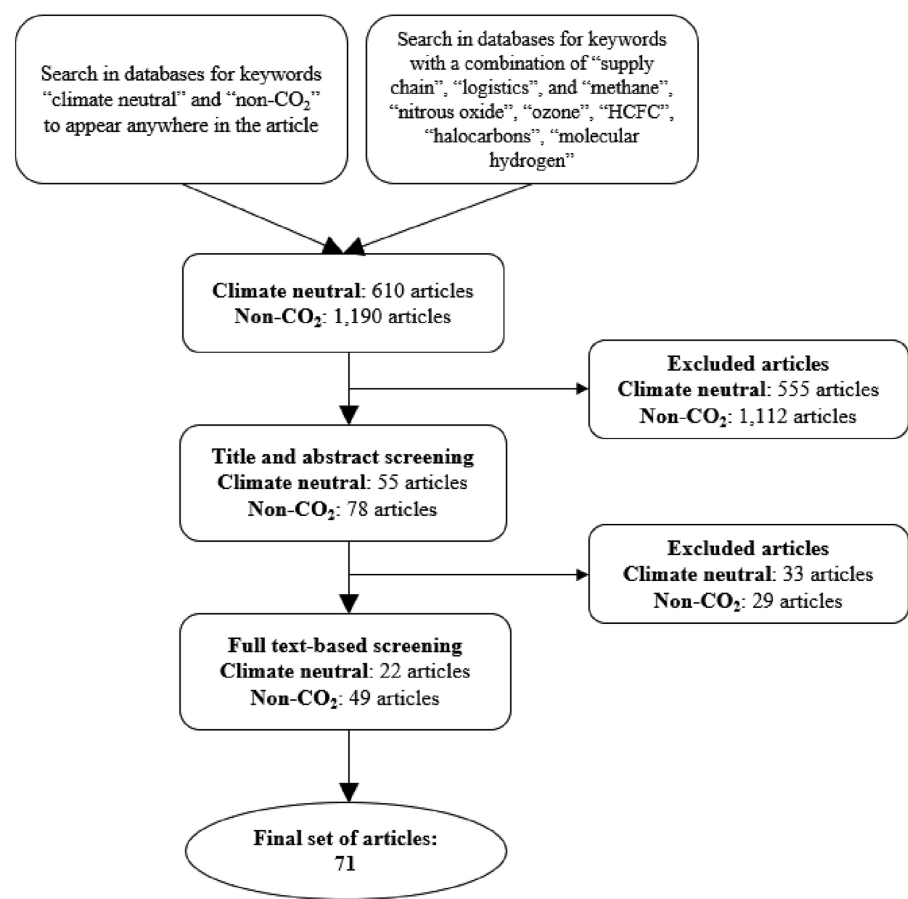 Search in databases for keywords
“climate neutral” and “non-CO₂”
to appear anywhere in the article
Search in databases for keywords
with a combination of “supply
chain”, “logistics”, and “methane”,
“nitrous oxide”, “ozone”, “HCFC”,
“halocarbons”, “molecular
hydrogen”
Climate neutral: 610 articles
Non-CO₂: 1,190 articles
Excluded articles
Climate neutral: 555 articles
Non-CO₂: 1,112 articles
Title and abstract screening
Climate neutral: 55 articles
Non-CO₂: 78 articles
Excluded articles
Climate neutral: 33 articles
Non-CO₂: 29 articles
Full text-based screening
Climate neutral: 22 articles
Non-CO₂: 49 articles
Final set of articles:
71